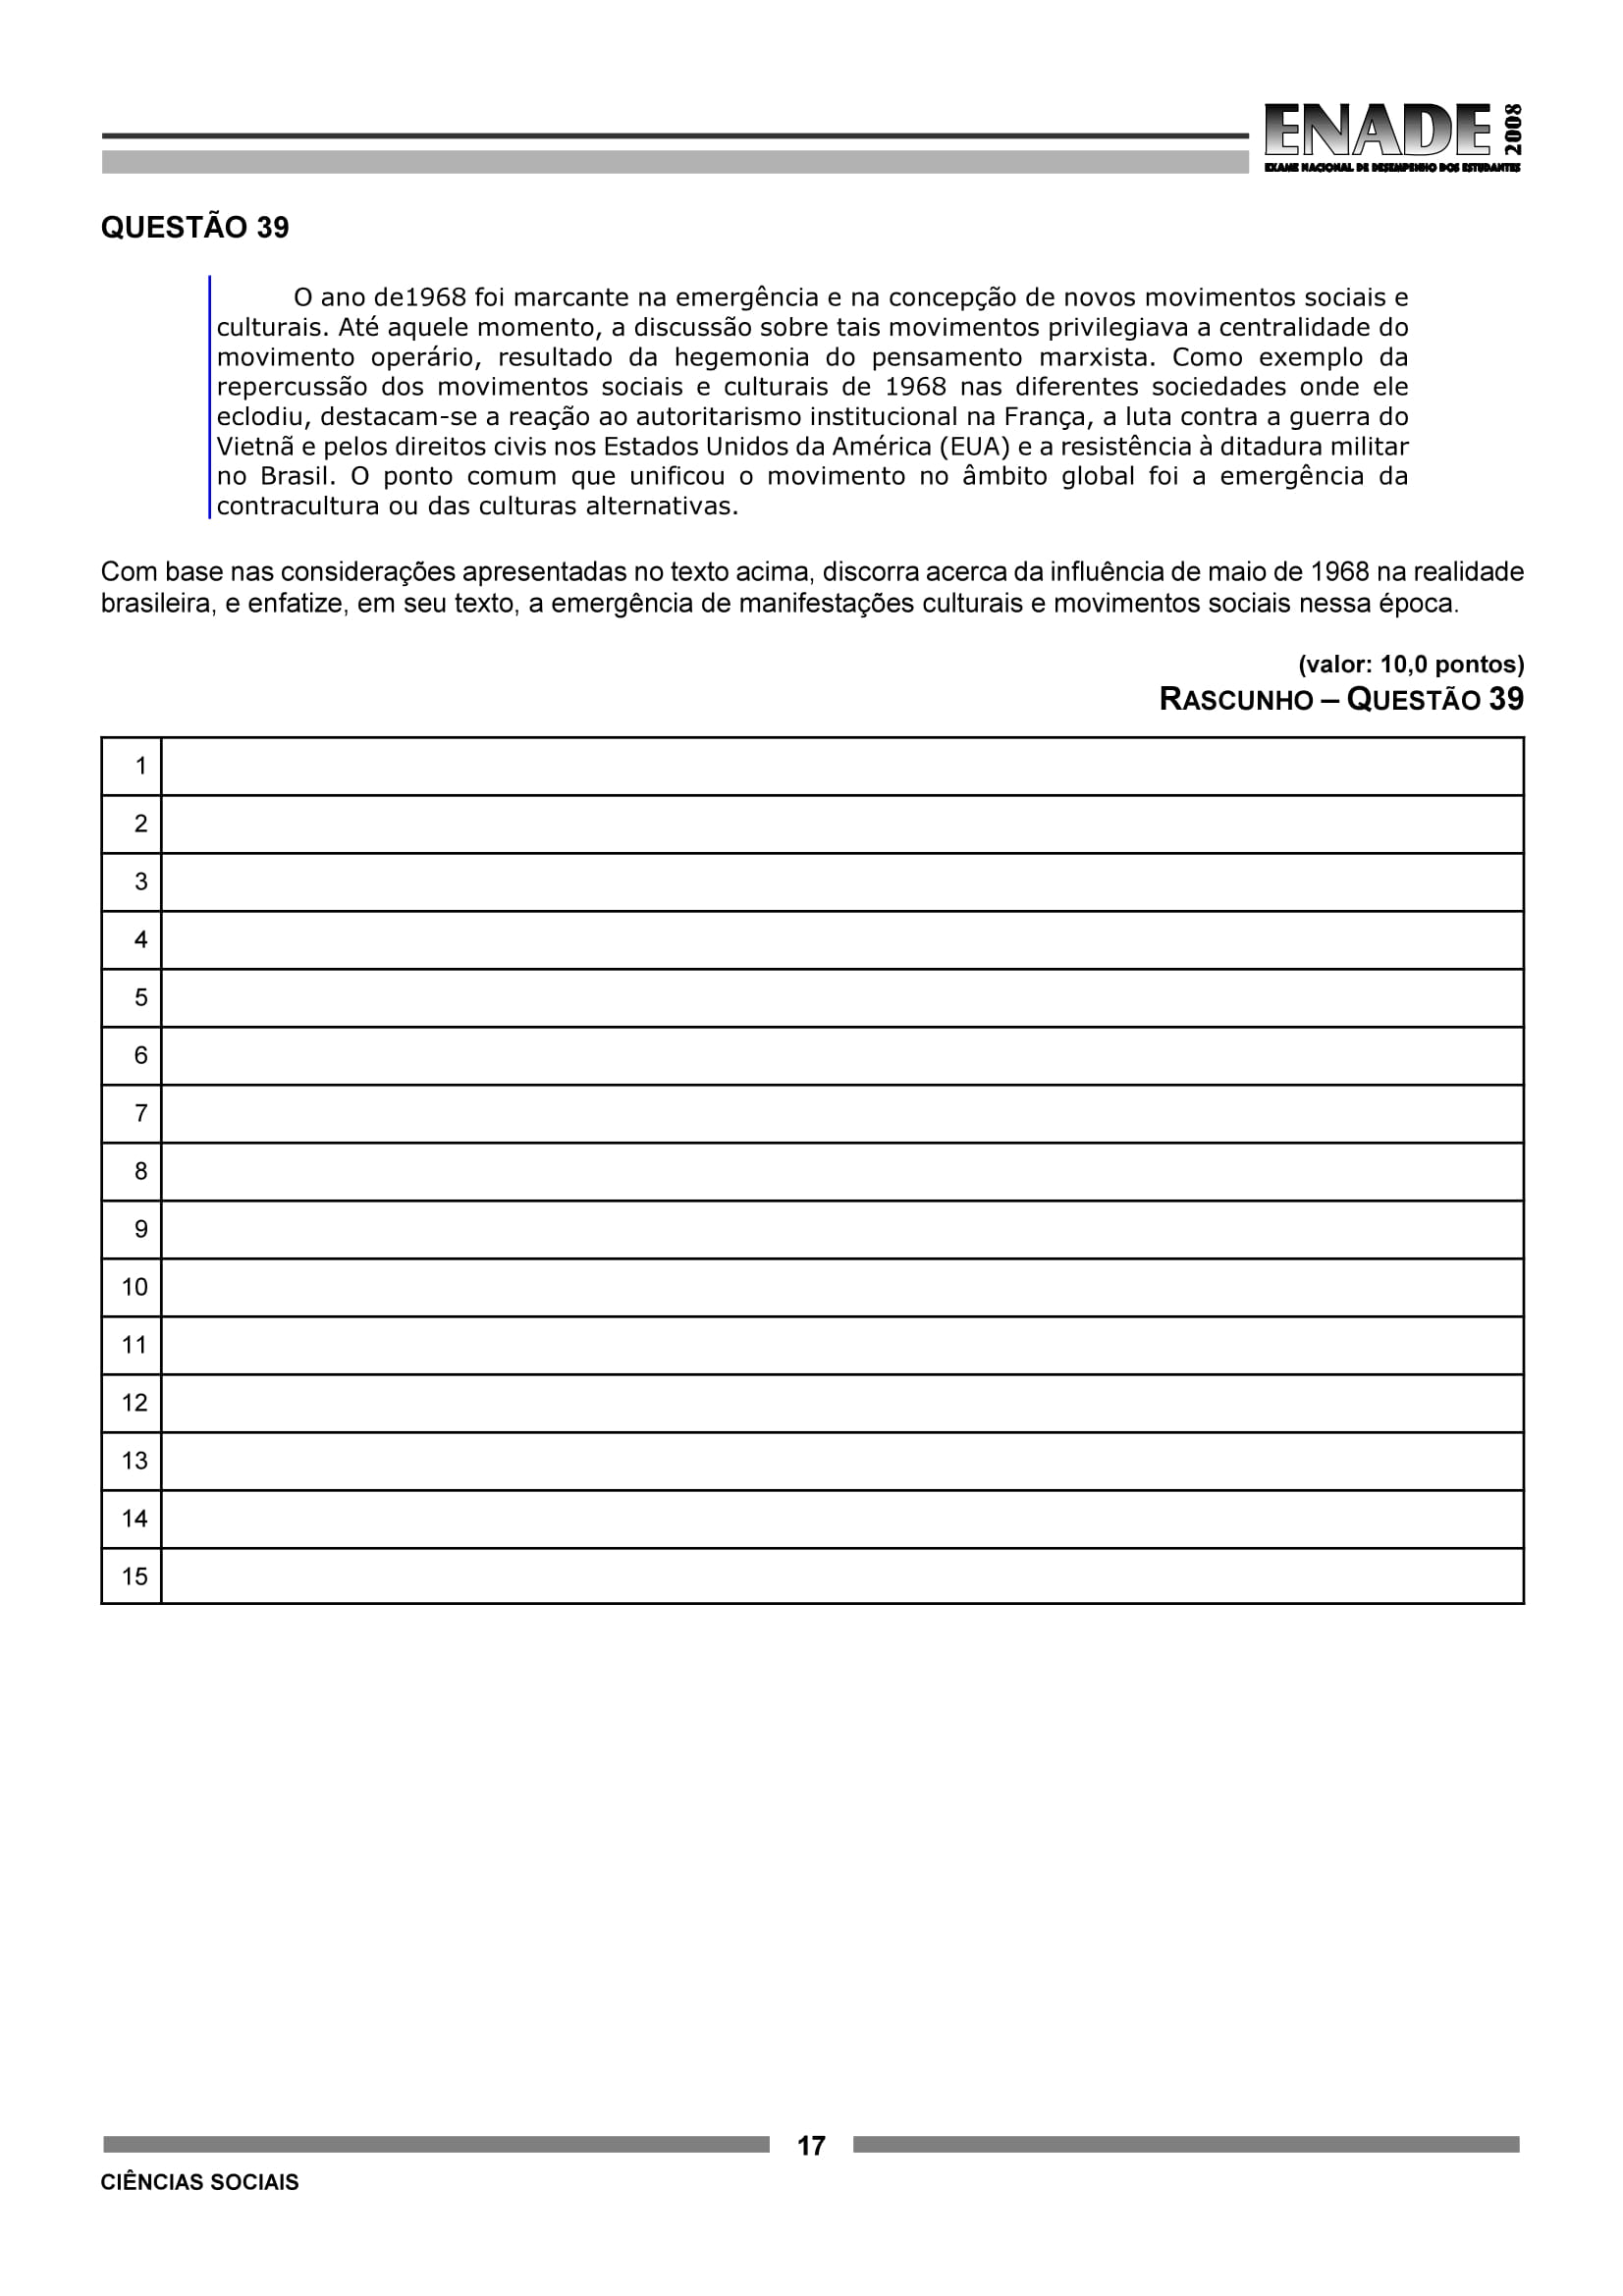 ENADE 2008
EXAME NACIONAL DE DESEMPENHO DOS ESTUDANTES
QUESTÃO 39
O ano de1968 foi marcante na emergência e na concepção de novos movimentos sociais e
culturais. Até aquele momento, a discussão sobre tais movimentos privilegiava a centralidade do
movimento operário, resultado da hegemonia do pensamento marxista. Como exemplo da
repercussão dos movimentos sociais e culturais de 1968 nas diferentes sociedades onde ele
eclodiu, destacam-se a reação ao autoritarismo institucional na França, a luta contra a guerra do
Vietnã e pelos direitos civis nos Estados Unidos da América (EUA) e a resistência à ditadura militar
no Brasil. O ponto comum que unificou o movimento no âmbito global foi a emergência da
contracultura ou das culturas alternativas.
Com base nas considerações apresentadas no texto acima, discorra acerca da influência de maio de 1968 na realidade
brasileira, e enfatize, em seu texto, a emergência de manifestações culturais e movimentos sociais nessa época.
(valor: 10,0 pontos)
RASCUNHO – QUESTÃO 39
1
2
3
4
5
6
7
8
9
10
11
12
13
14
15
17
CIÊNCIAS SOCIAIS